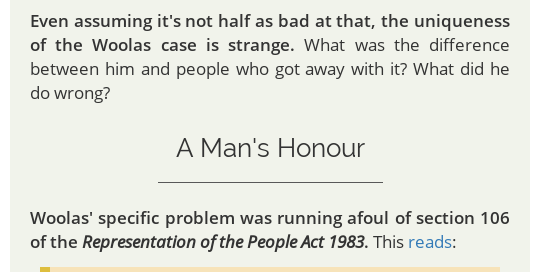 Even assuming it's not half as bad at that, the uniqueness
of the Woolas case is strange. What was the difference
between him and people who got away with it? What did he
do wrong?
A Man's Honour
Woolas' specific problem was running afoul of section 106
of the Representation of the People Act 1983. This reads: